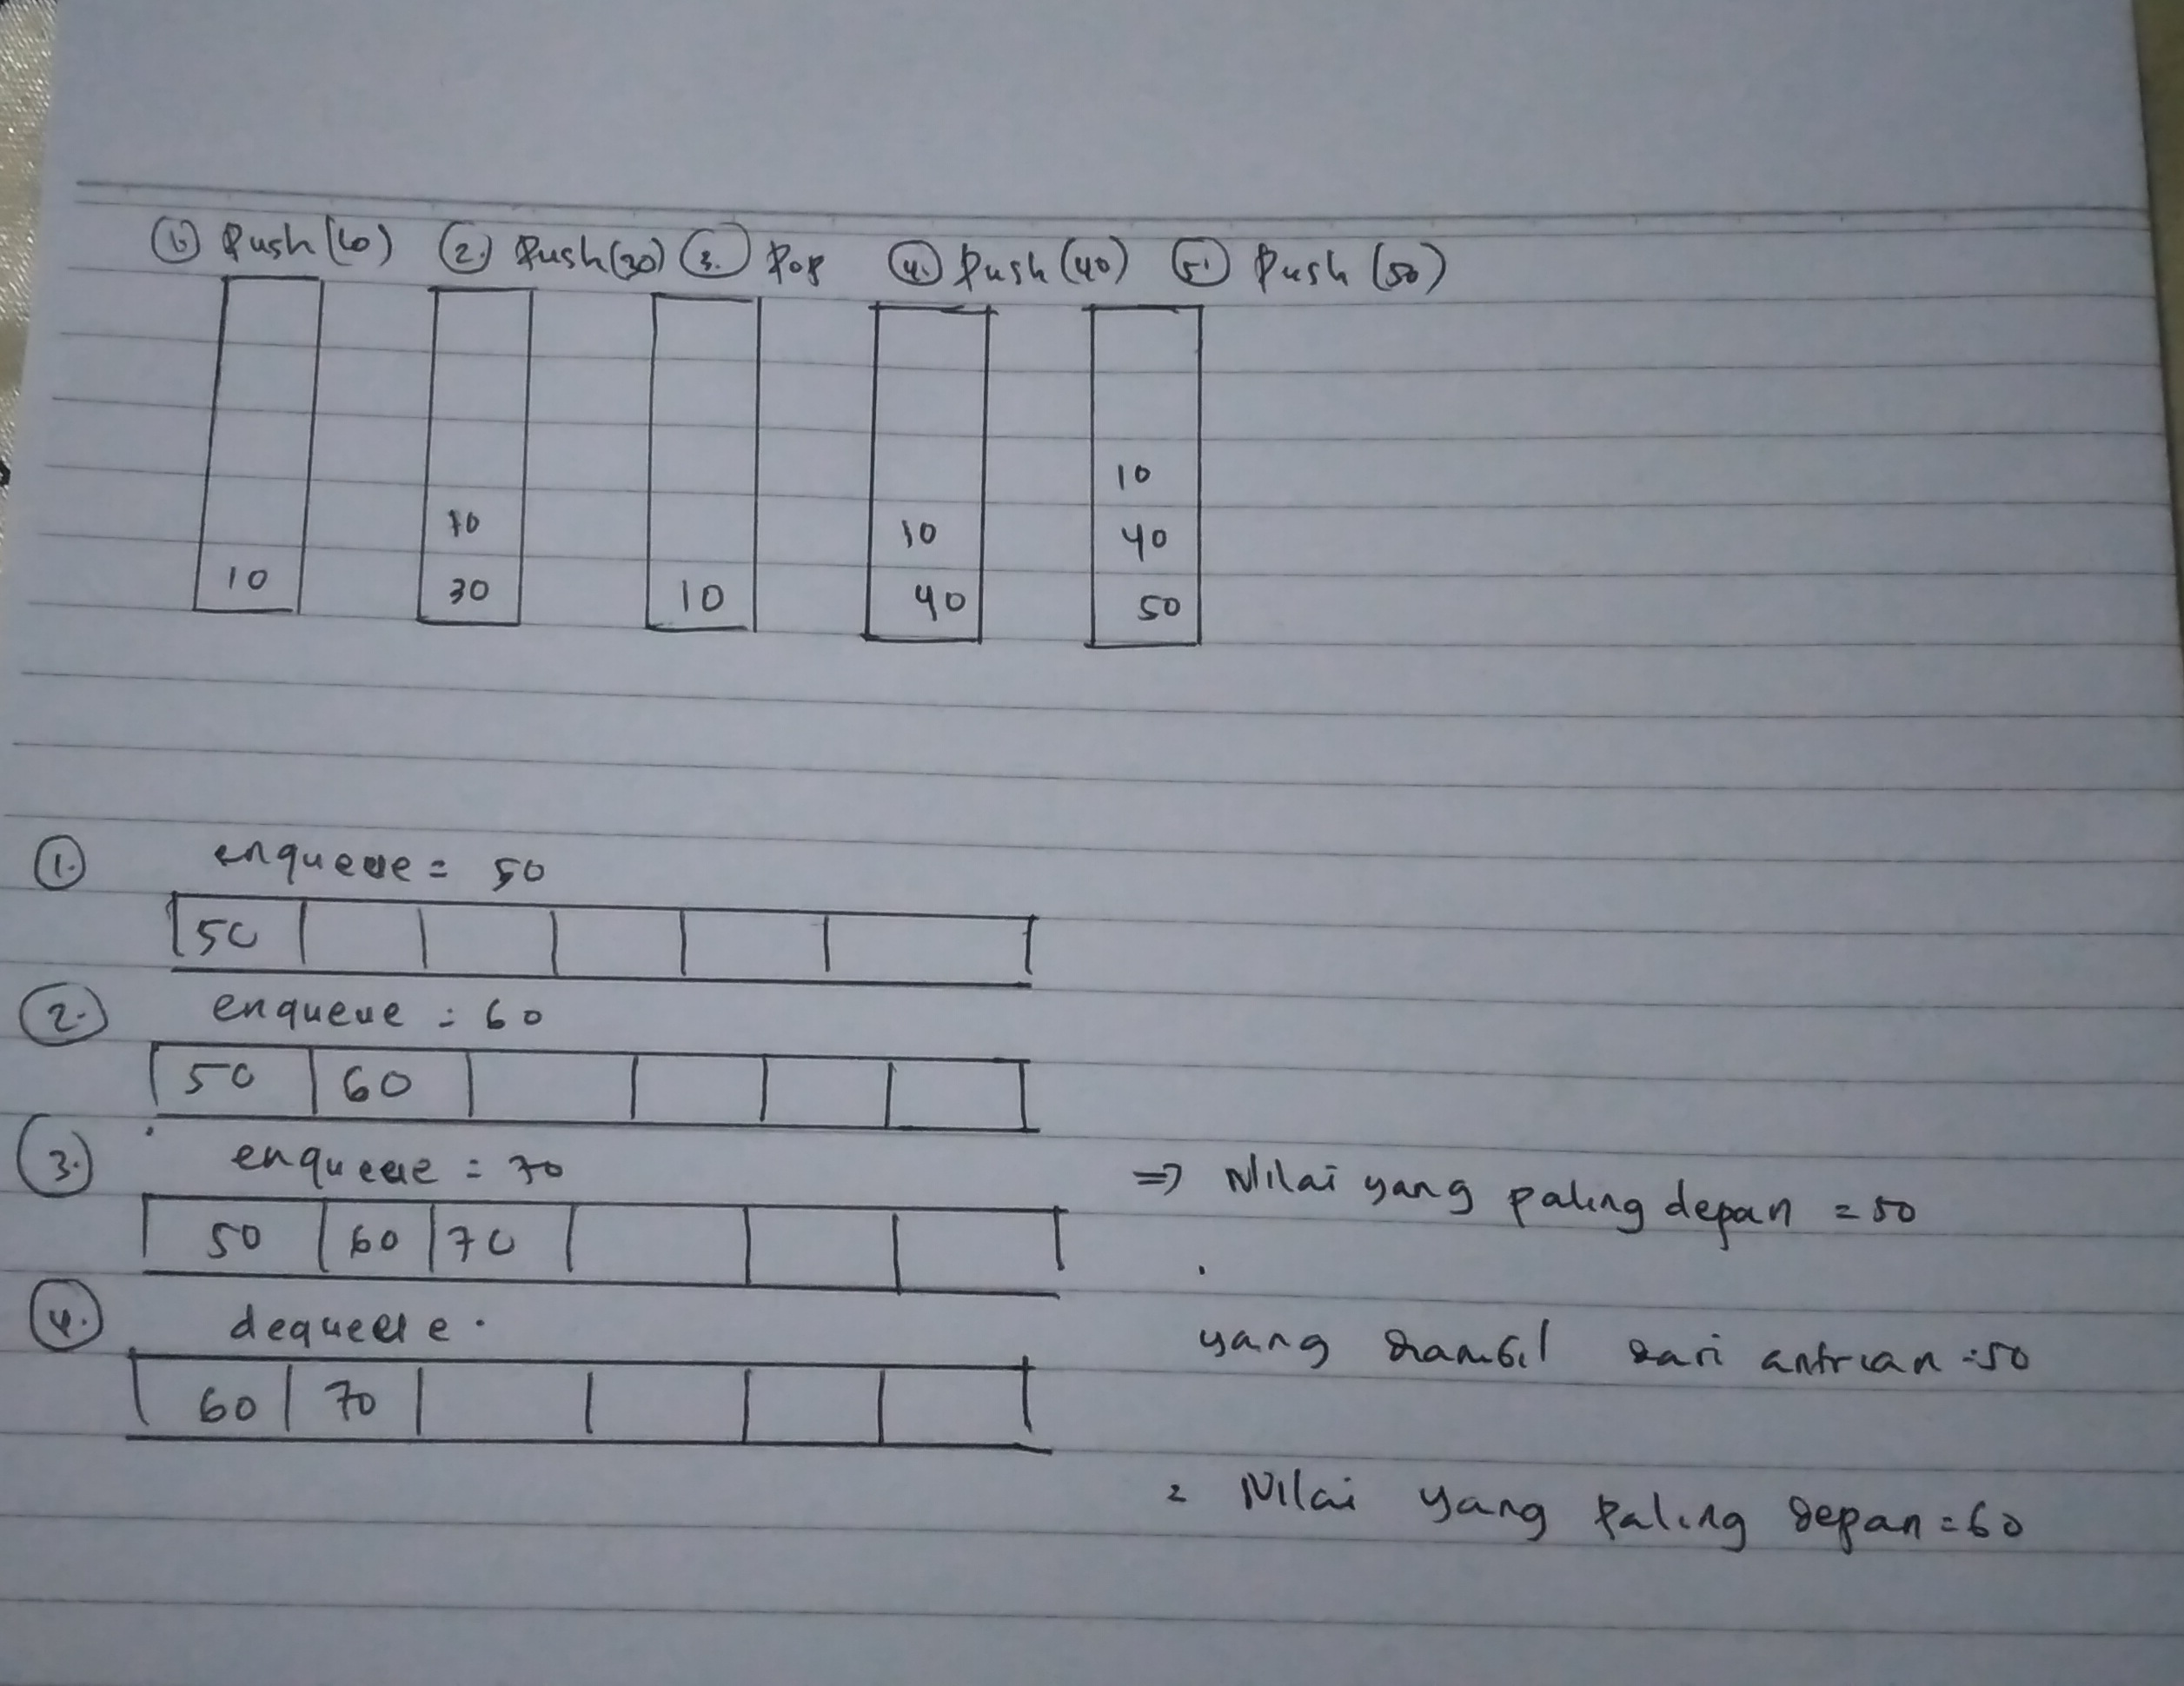 1. Push (10) 2. Push (30) 3. Pop 4. Push (40) 5. Push (50)
10
10 10 40
10 30 10 40 50
1. enqueue = 50
50
2. enqueue = 60
50 60
3. enqueue = 70
50 60 70
⇒ Nilai yang paling depan = 50
4. dequeue.
yang diambil dari antrian = 50
60 70
= Nilai yang paling depan = 60